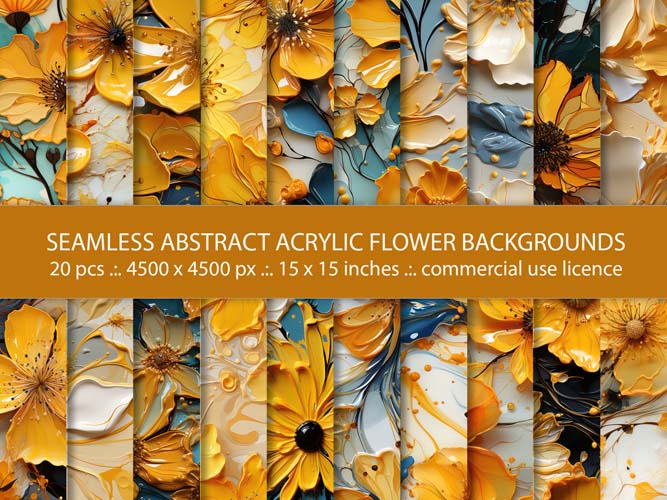 SEAMLESS ABSTRACT ACRYLIC FLOWER BACKGROUNDS
20 pcs .:. 4500 x 4500 px .:. 15 x 15 inches .:. commercial use licence